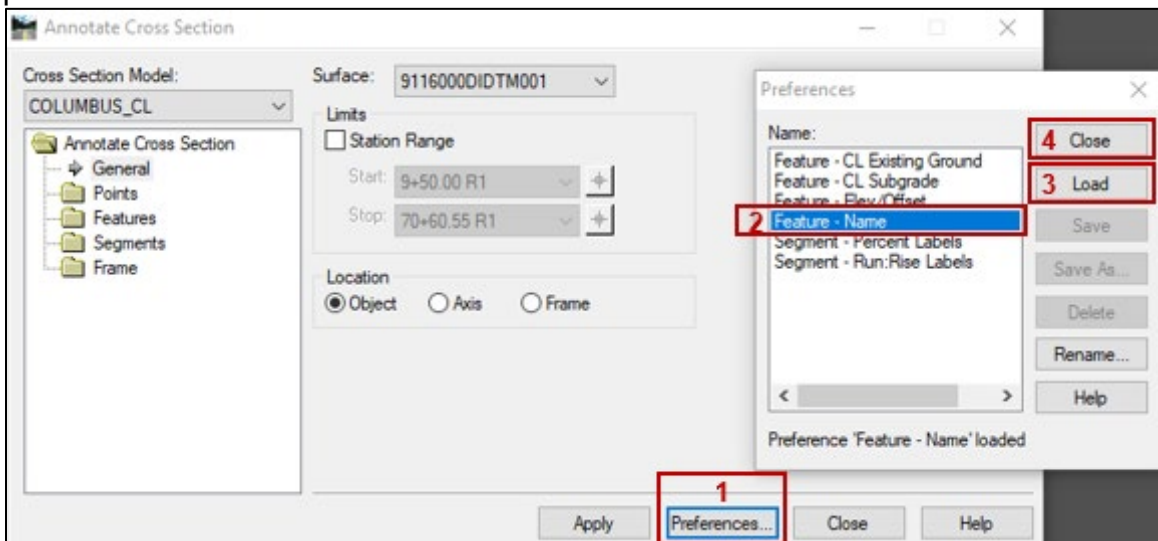 Annotate Cross Section
Cross Section Model:
COLUMBUS_CL
Annotate Cross Section
General
Points
Features
Segments
Frame
Surface: 9116000DIDTM001
Limits
Station Range
Start: 9+50.00 R1
Stop: 70+60.55 R1
Location
Object Axis Frame
1
Apply Preferences... Close Help
Preferences
Name:
Feature - CL Existing Ground
Feature - CL Subgrade
Feature - Elev/Offset
2 Feature - Name
Segment - Percent Labels
Segment - Run:Rise Labels
4 Close
3 Load
Save
Save As...
Delete
Rename...
Help
Preference 'Feature - Name' loaded